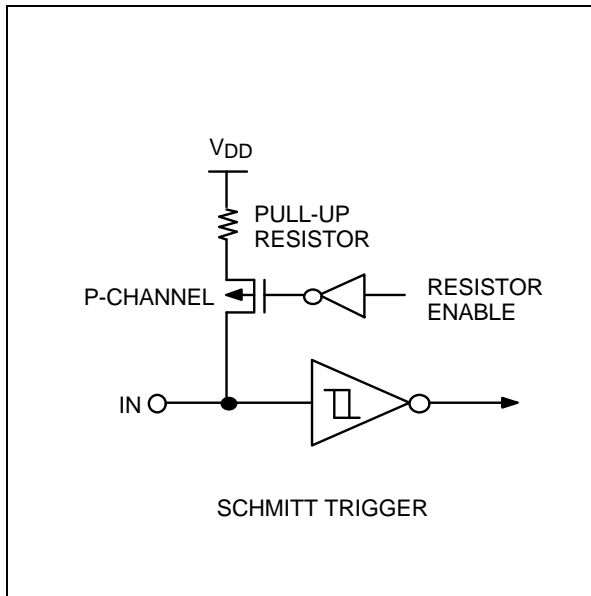 VDD
PULL-UP
RESISTOR
P-CHANNEL
RESISTOR
ENABLE
IN
SCHMITT TRIGGER